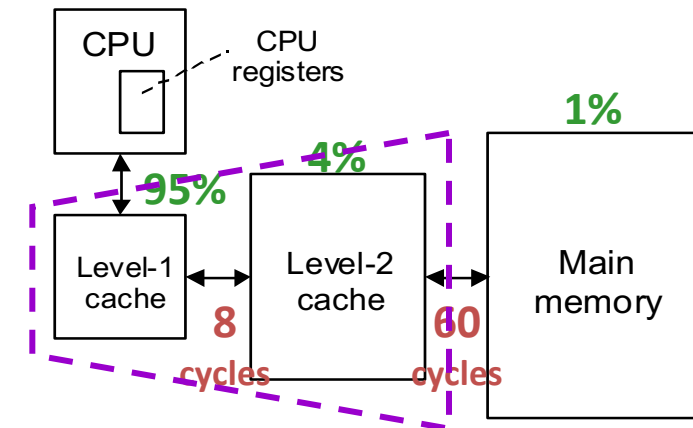 CPU
CPU
registers
1%
4%
95%
Level-1
cache
Level-2
cache
Main
memory
8
cycles
60
cycles